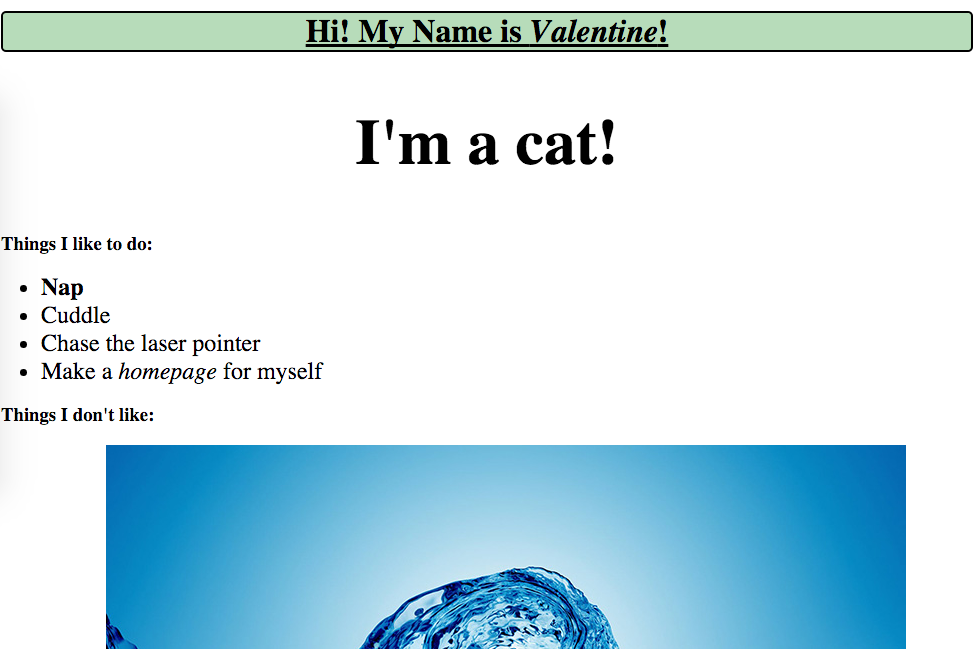 Hi! My Name is Valentine!
I'm a cat!
Things I like to do:
Nap
Cuddle
Chase the laser pointer
Make a homepage for myself
Things I don't like: